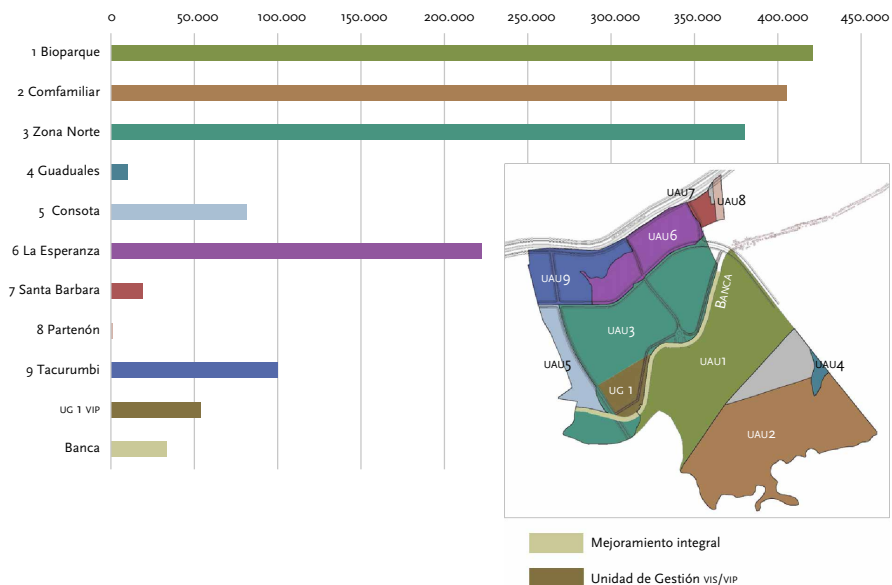 0 50.000 100.000 150.000 200.000 250.000 300.000 350.000 400.000 450.000
1 Bioparque
2 Comfamiliar
3 Zona Norte
4 Guaduales
5 Consota
6 La Esperanza
7 Santa Barbara
8 Partenón
9 Tacurumbi
UG 1 VIP
Banca
UAU7
UAU8
UAU6
UAU9
BANCA
UAU3
UAU5
UAU1
UAU4
UG 1
UAU2
Mejoramiento integral
Unidad de Gestión VIS/VIP